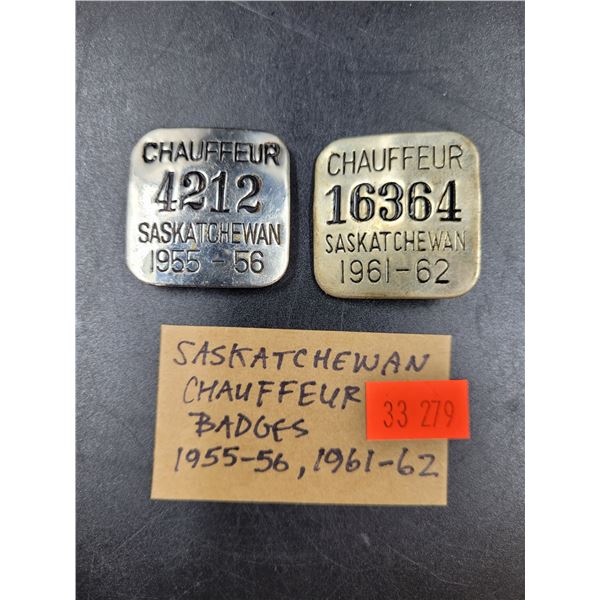 CHAUFFEUR
4212
SASKATCHEWAN
1955-56
CHAUFFEUR
16364
SASKATCHEWAN
1961-62
SASKATCHEWAN
CHAUFFEUR
BADGES
1955-56, 1961-62
33 279